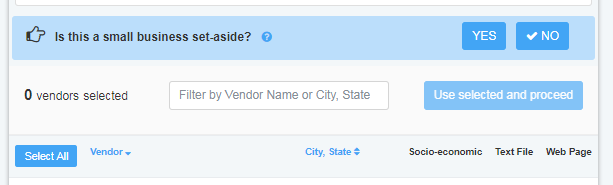 Is this a small business set-aside? ? YES ✔ NO
0 vendors selected Filter by Vendor Name or City, State Use selected and proceed
Select All Vendor City, State Socio-economic Text File Web Page